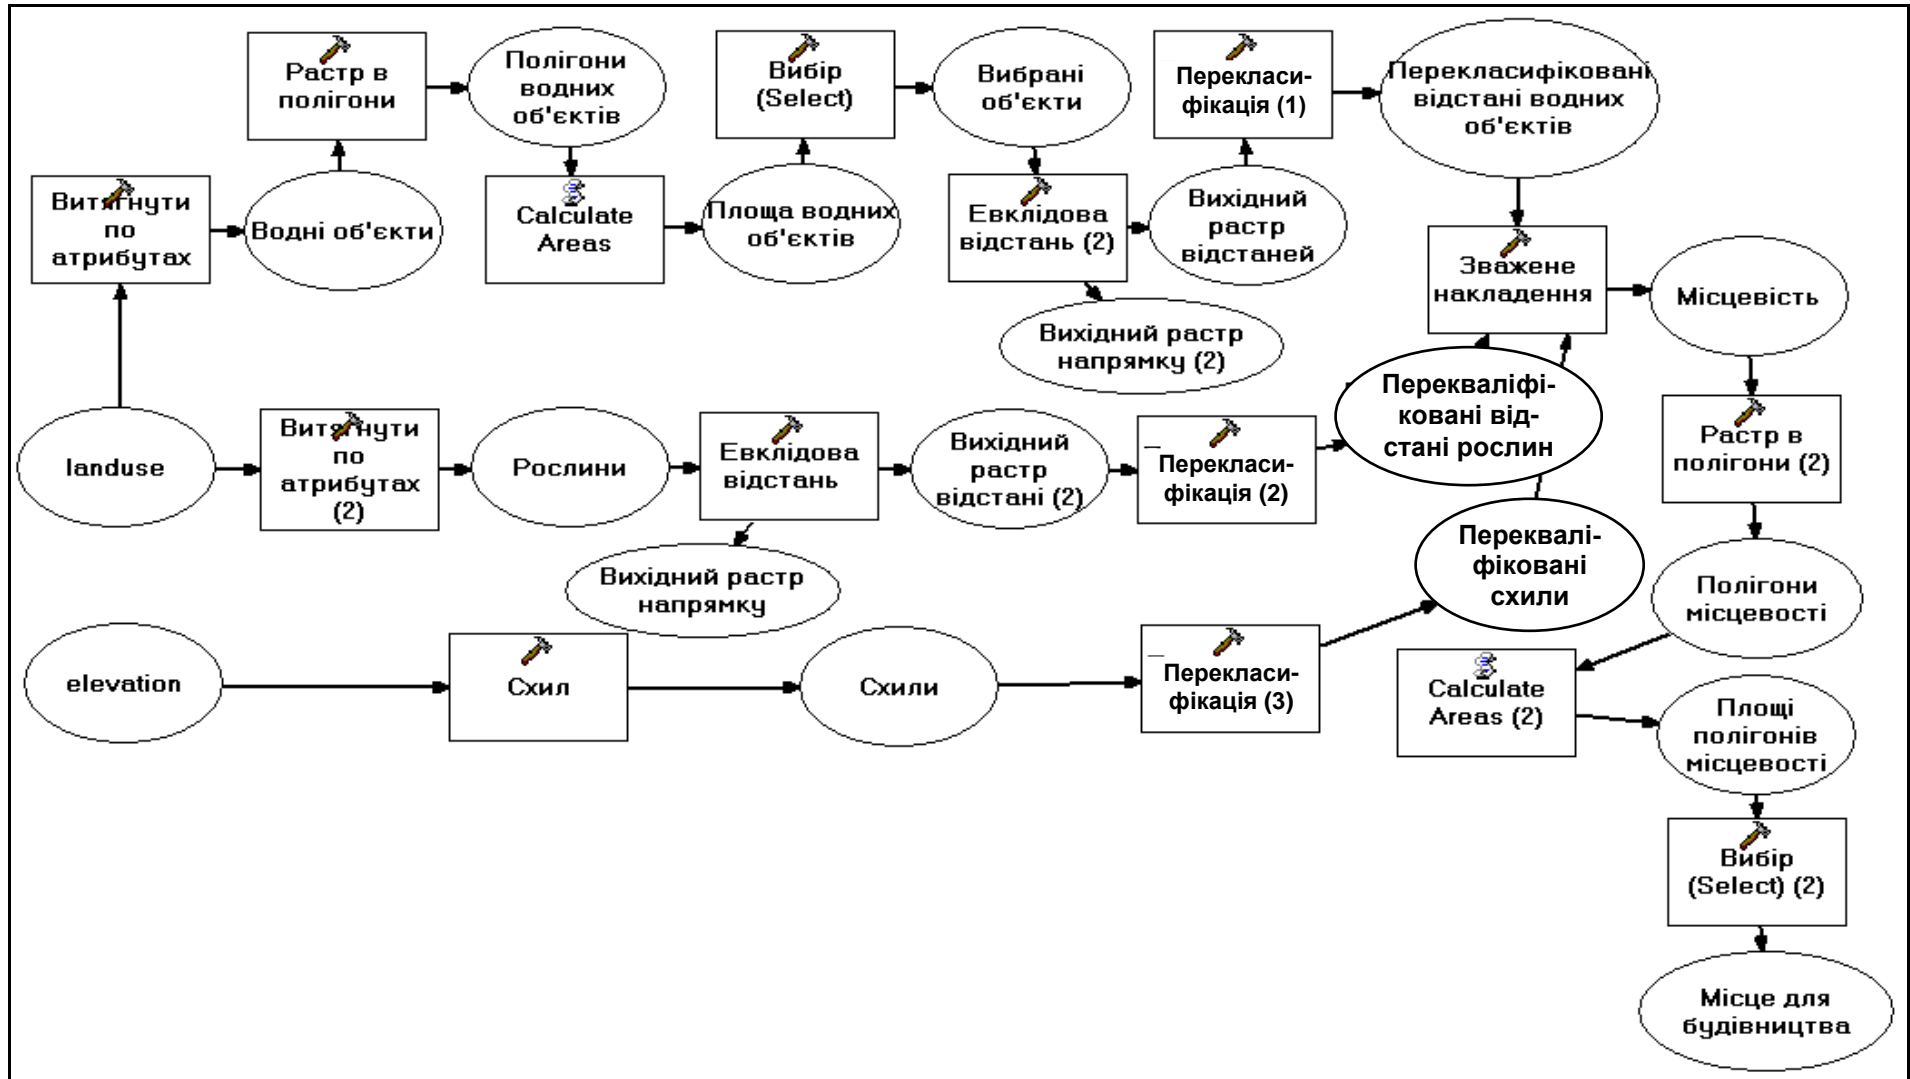 Растр в
полігони
Полігони
водних
об'єктів
Вибір
(Select)
Вибрані
об'єкти
Перекласи-
фікація (1)
Перекласифіковані
відстані водних
об'єктів
Витягнути
по
атрибутах
Водні об'єкти
Calculate
Areas
Площа водних
об'єктів
Евклідова
відстань (2)
Вихідний
растр
відстаней
Зважене
накладення
Місцевість
Вихідний растр
напрямку (2)
landuse
Витягнути
по
атрибутах
(2)
Рослини
Евклідова
відстань
Вихідний
растр
відстані (2)
Перекласи-
фікація (2)
Перекваліфі-
ковані від-
стані рослин
Растр в
полігони (2)
Вихідний растр
напрямку
Переквалі-
фіковані
схили
Полігони
місцевості
elevation
Схил
Схили
Перекласи-
фікація (3)
Calculate
Areas (2)
Площі
полігонів
місцевості
Вибір
(Select) (2)
Місце для
будівництва